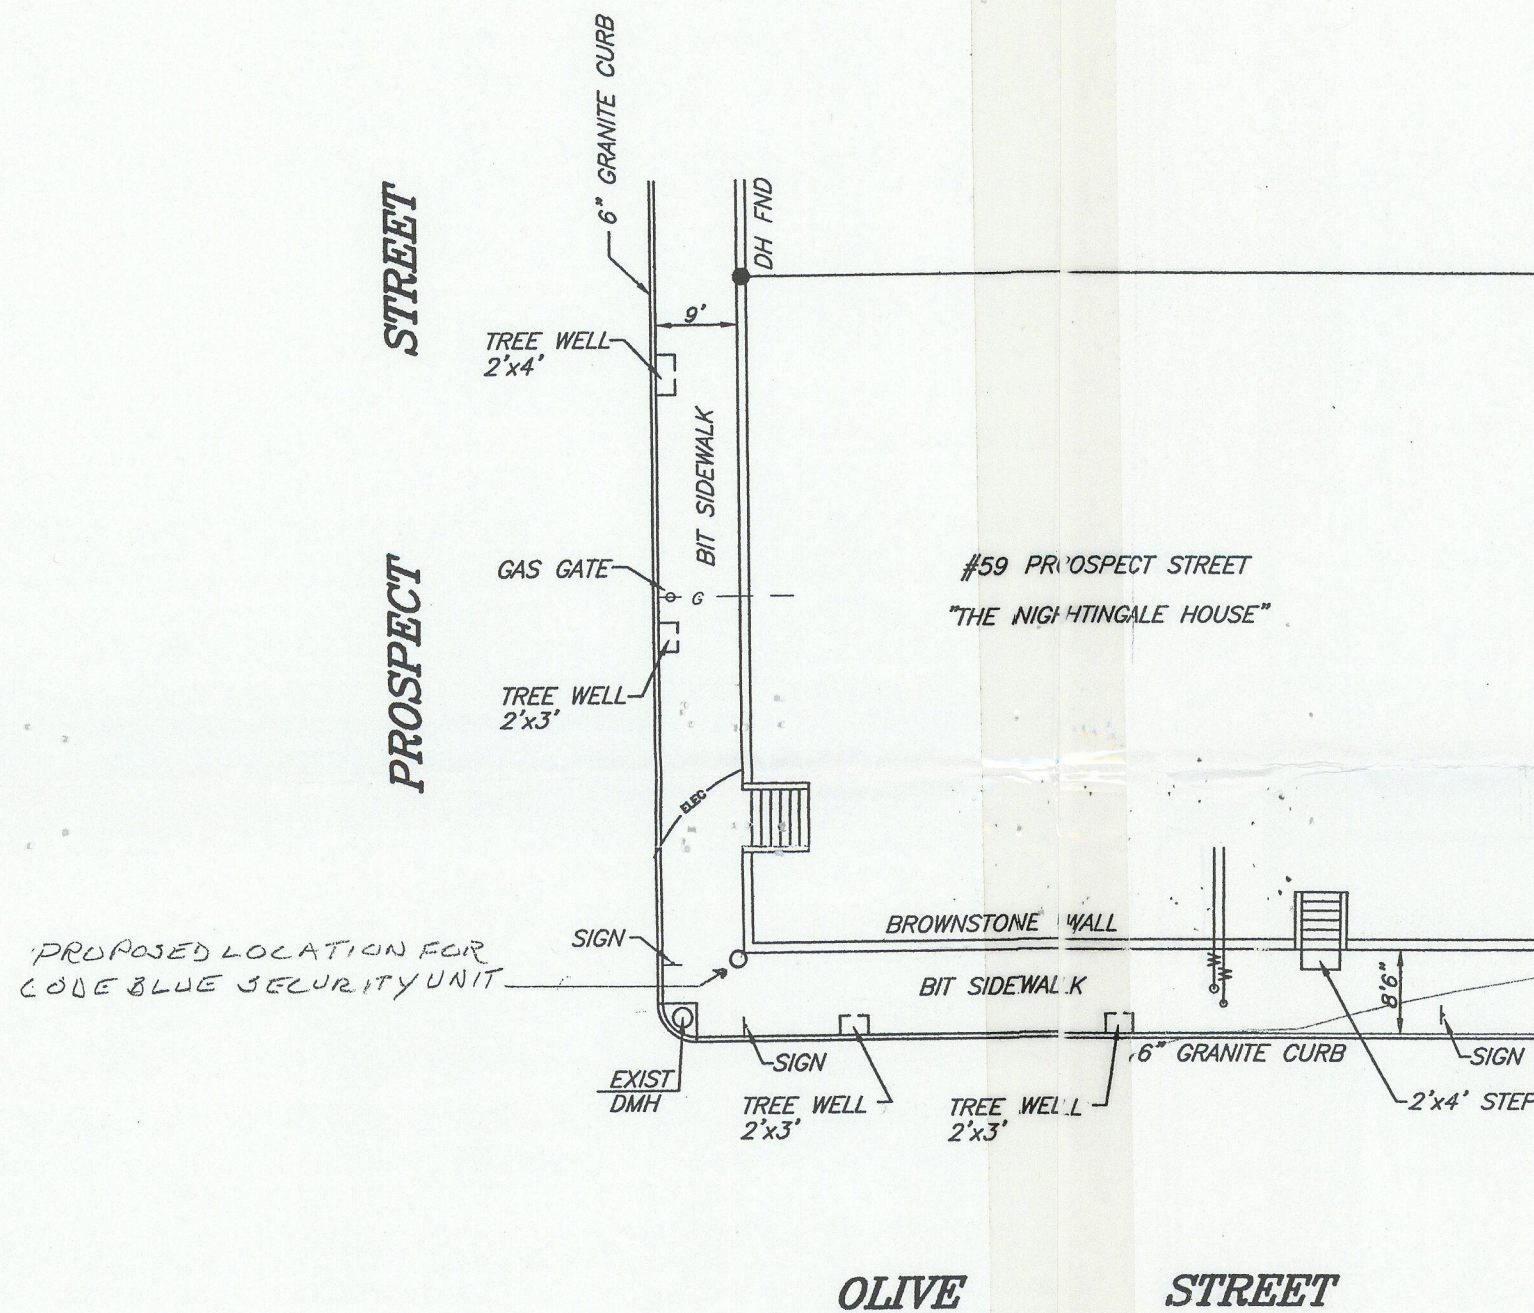 6" GRANITE CURB
DH FND
STREET
9'
TREE WELL
2'x4'
BIT SIDEWALK
GAS GATE
G
#59 PROSPECT STREET
"THE NIGHTINGALE HOUSE"
PROSPECT
TREE WELL
2'x3'
ELEC
BROWNSTONE WALL
SIGN
PROPOSED LOCATION FOR
CODE BLUE SECURITY UNIT
BIT SIDEWALK
8'6"
6" GRANITE CURB
SIGN
SIGN
EXIST
DMH
TREE WELL
2'x3'
TREE WELL
2'x3'
2'x4' STEP
OLIVE STREET